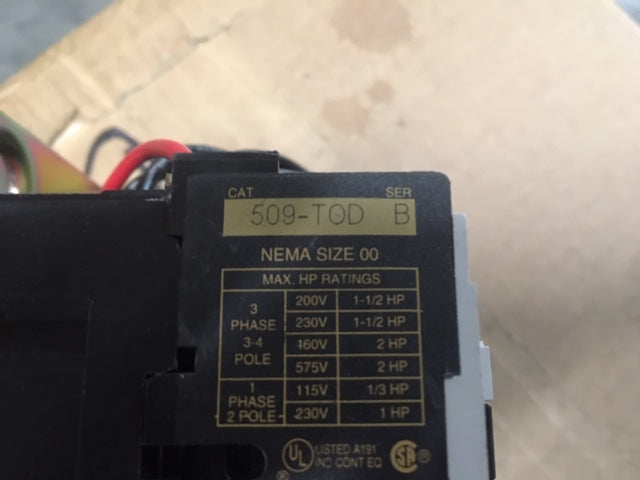 CAT SER
509-TOD B
NEMA SIZE 00
MAX. HP RATINGS
3 PHASE 3-4 POLE
200V 1-1/2 HP
230V 1-1/2 HP
460V 2 HP
575V 2 HP
1 PHASE 2 POLE
115V 1/3 HP
230V 1 HP
UL LISTED A191
® IND CONT EQ SA ®